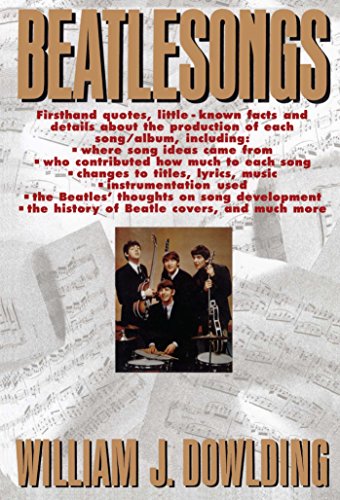 BEATLESONGS
Firsthand quotes, little-known facts and
details about the production of each
song/album, including:
▪ where song ideas came from
▪ who contributed how much to each song
▪ changes to titles, lyrics, music
▪ instrumentation used
▪ the Beatles' thoughts on song development
▪ the history of Beatle covers, and much more
WILLIAM J. DOWLDING